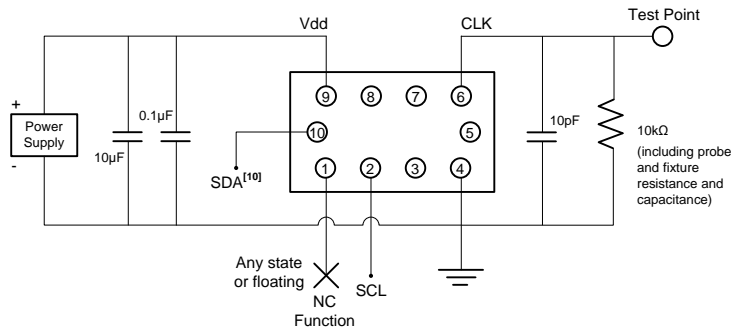 Test Point
Vdd
CLK
9
8
7
6
+
Power
Supply
-
10µF
0.1µF
10
5
10pF
10kΩ
(including probe
and fixture
resistance and
capacitance)
SDA[10]
1
2
3
4
Any state
or floating
NC
Function
SCL